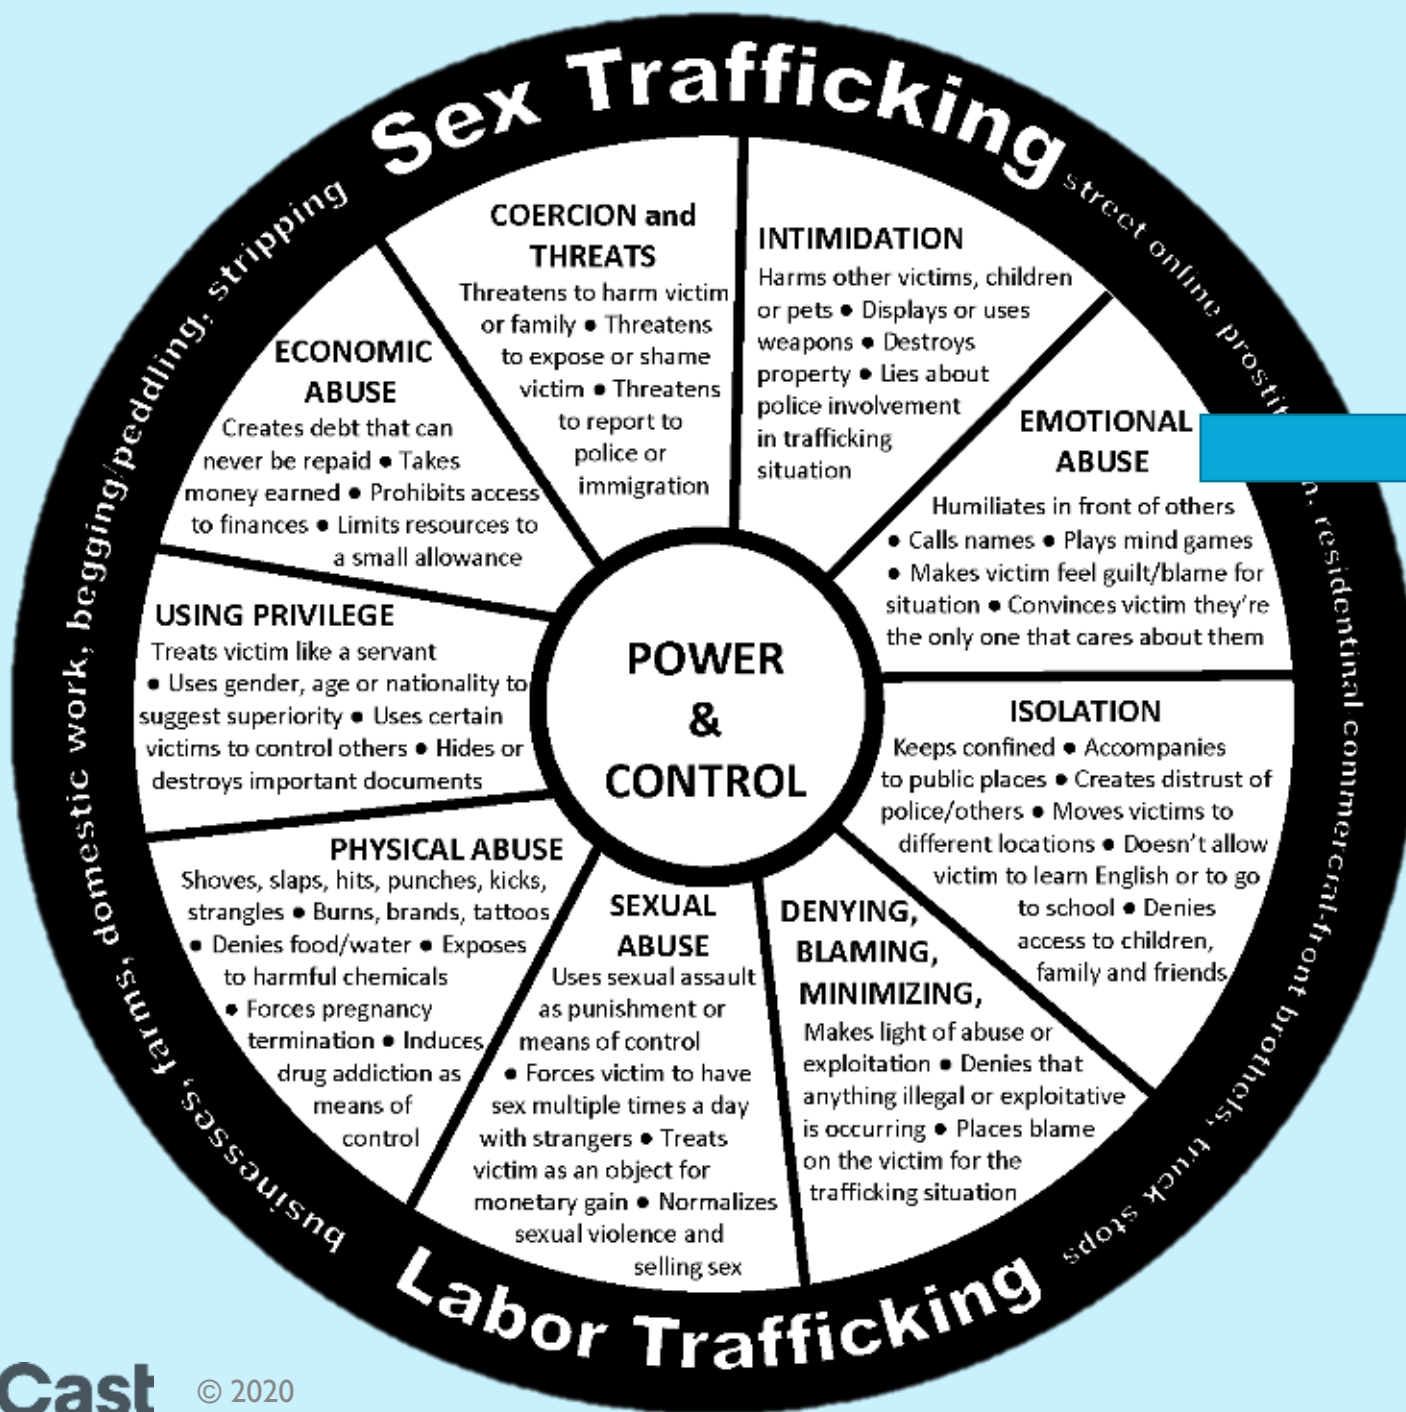 Sex Trafficking
street online prostit
n, residentinal commercral-front brothels, truck stops
stripping
begging/peddling,
domestic work,
businesses, farms,
COERCION and
THREATS
Threatens to harm victim
or family ● Threatens
to expose or shame
victim ● Threatens
to report to
police or
immigration
INTIMIDATION
Harms other victims, children
or pets ● Displays or uses
weapons ● Destroys
property ● Lies about
police involvement
in trafficking
situation
EMOTIONAL
ABUSE
Humiliates in front of others
● Calls names ● Plays mind games
● Makes victim feel guilt/blame for
situation ● Convinces victim they're
the only one that cares about them
ISOLATION
Keeps confined ● Accompanies
to public places ● Creates distrust of
police/others ● Moves victims to
different locations ● Doesn't allow
victim to learn English or to go
to school ● Denies
access to children,
family and friends
DENYING,
BLAMING,
MINIMIZING,
Makes light of abuse or
exploitation ● Denies that
anything illegal or exploitative
is occurring ● Places blame
on the victim for the
trafficking situation
SEXUAL
ABUSE
Uses sexual assault
as punishment or
means of control
● Forces victim to have
sex multiple times a day
with strangers ● Treats
victim as an object for
monetary gain ● Normalizes
sexual violence and
selling sex
PHYSICAL ABUSE
Shoves, slaps, hits, punches, kicks,
strangles ● Burns, brands, tattoos
● Denies food/water ● Exposes
to harmful chemicals
● Forces pregnancy
termination ● Induces
drug addiction as
means of
control
USING PRIVILEGE
Treats victim like a servant
● Uses gender, age or nationality to
suggest superiority ● Uses certain
victims to control others ● Hides or
destroys important documents
ECONOMIC
ABUSE
Creates debt that can
never be repaid ● Takes
money earned ● Prohibits access
to finances ● Limits resources to
a small allowance
POWER
&
CONTROL
Labor Trafficking
Cast © 2020